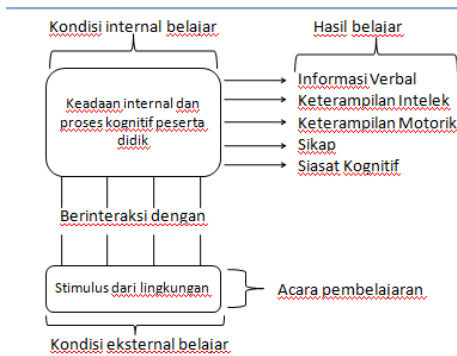 Kondisi internal belajar
Hasil belajar
Keadaan internal dan
proses kognitif peserta
didik
Informasi Verbal
Keterampilan Intelek
Keterampilan Motorik
Sikap
Siasat Kognitif
Berinteraksi dengan
Stimulus dari lingkungan
Acara pembelajaran
Kondisi eksternal belajar